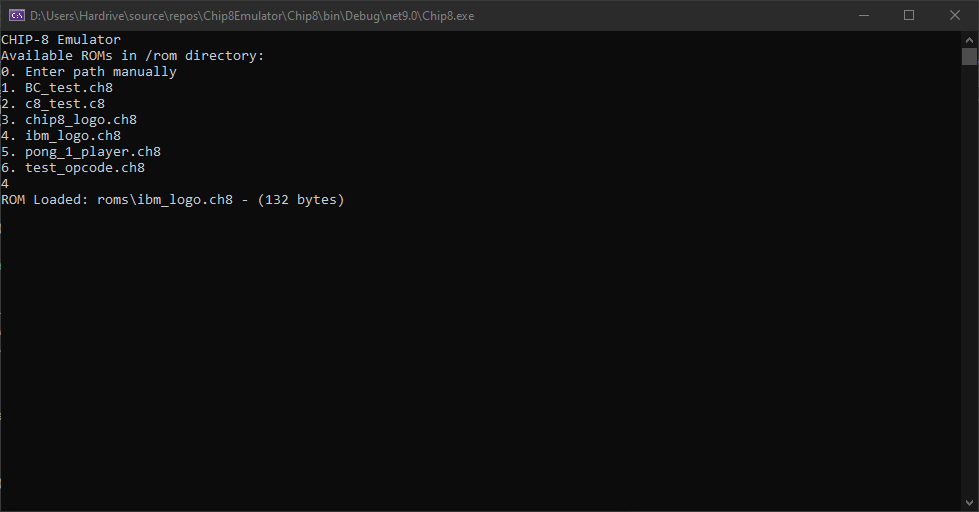 D:\Users\Hardrive\source\repos\Chip8Emulator\Chip8\bin\Debug\net9.0\Chip8.exe
CHIP-8 Emulator
Available ROMs in /rom directory:
0. Enter path manually
1. BC_test.ch8
2. c8_test.c8
3. chip8_logo.ch8
4. ibm_logo.ch8
5. pong_1_player.ch8
6. test_opcode.ch8
4
ROM Loaded: roms\ibm_logo.ch8 - (132 bytes)